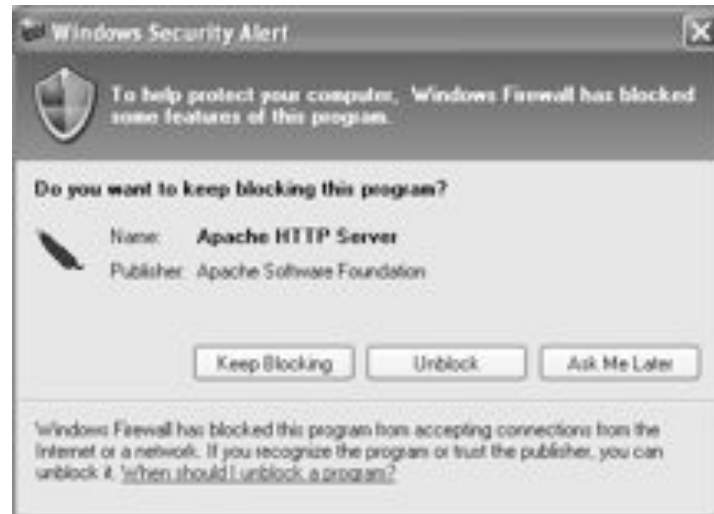 Windows Security Alert
To help protect your computer, Windows Firewall has blocked
some features of this program.
Do you want to keep blocking this program?
Name: Apache HTTP Server
Publisher: Apache Software Foundation
Keep Blocking Unblock Ask Me Later
Windows Firewall has blocked this program from accepting connections from the
Internet or a network. If you recognize the program or trust the publisher, you can
unblock it. When should I unblock a program?